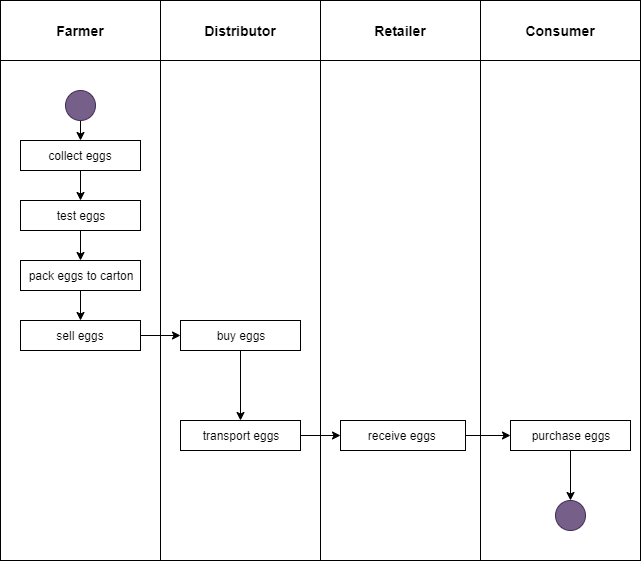 Farmer
Distributor
Retailer
Consumer
collect eggs
test eggs
pack eggs to carton
sell eggs
buy eggs
transport eggs
receive eggs
purchase eggs